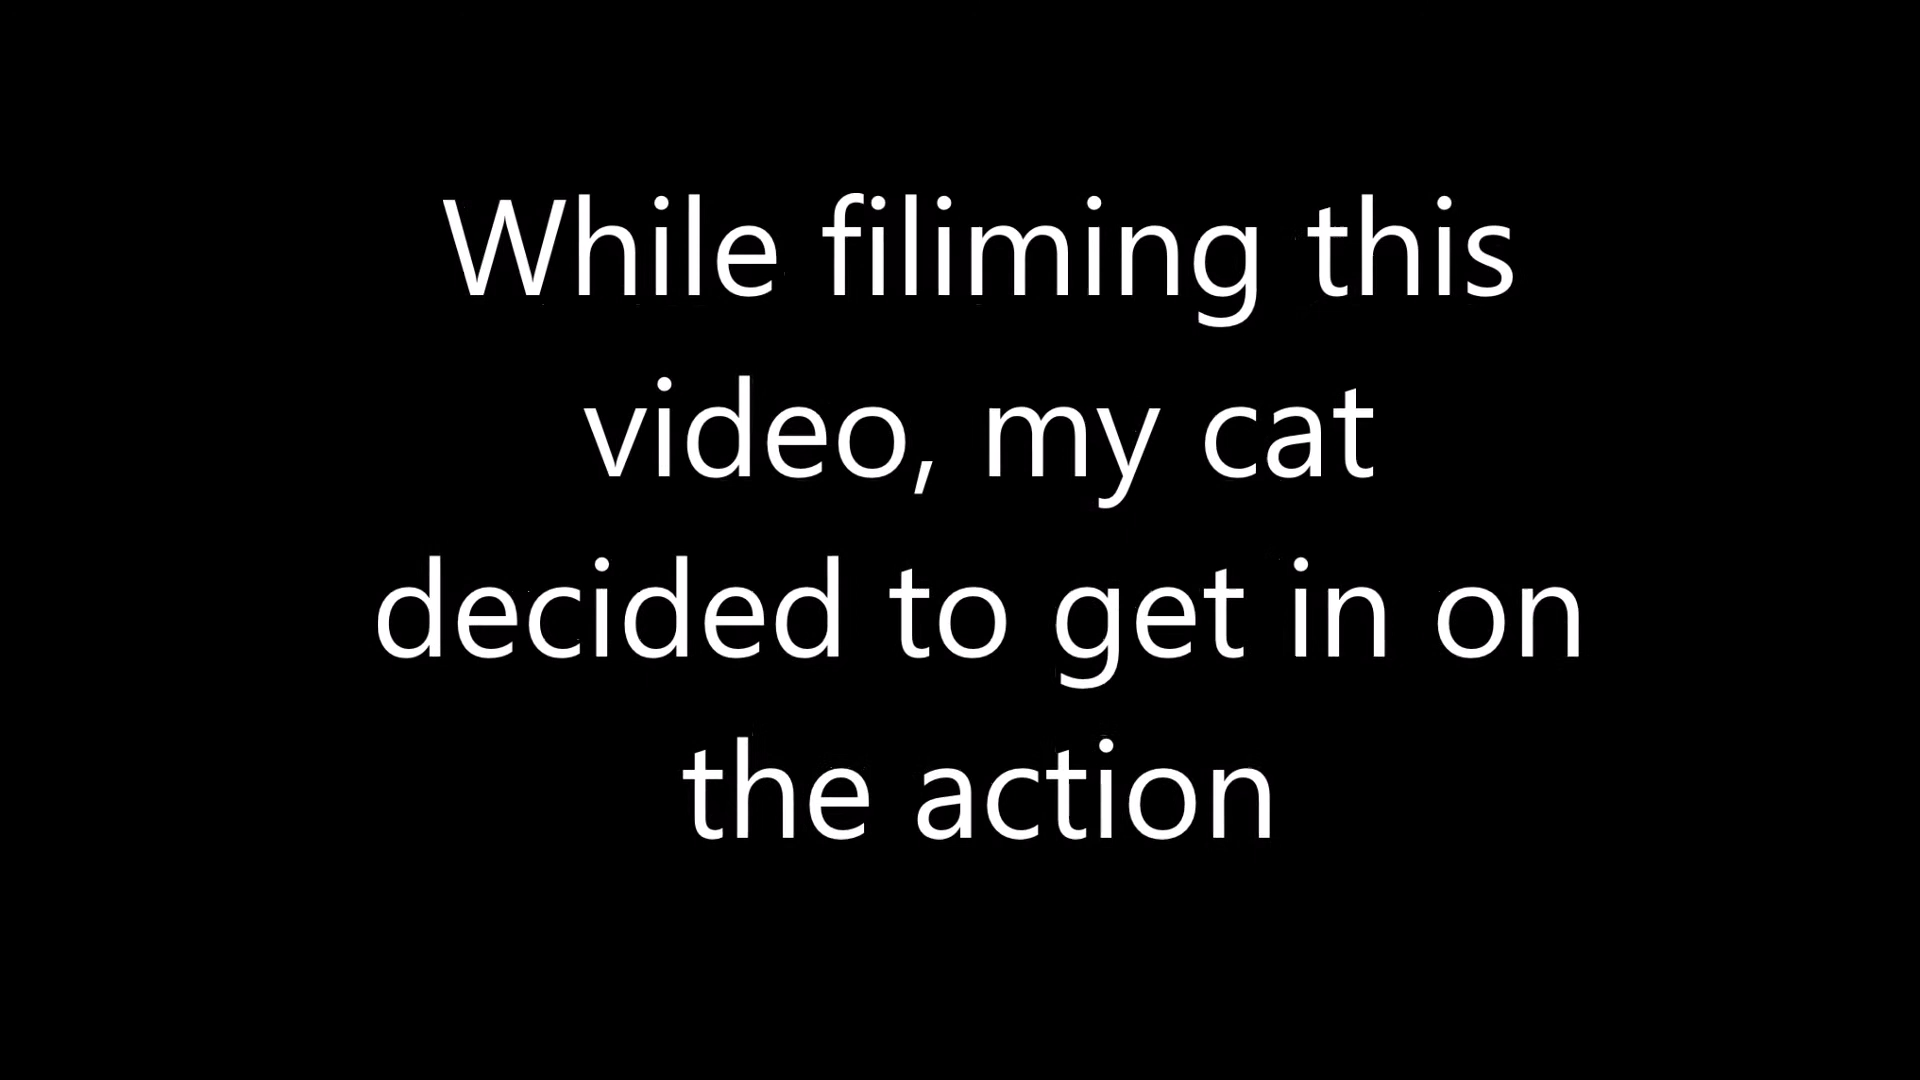 While filiming this
video, my cat
decided to get in on
the action